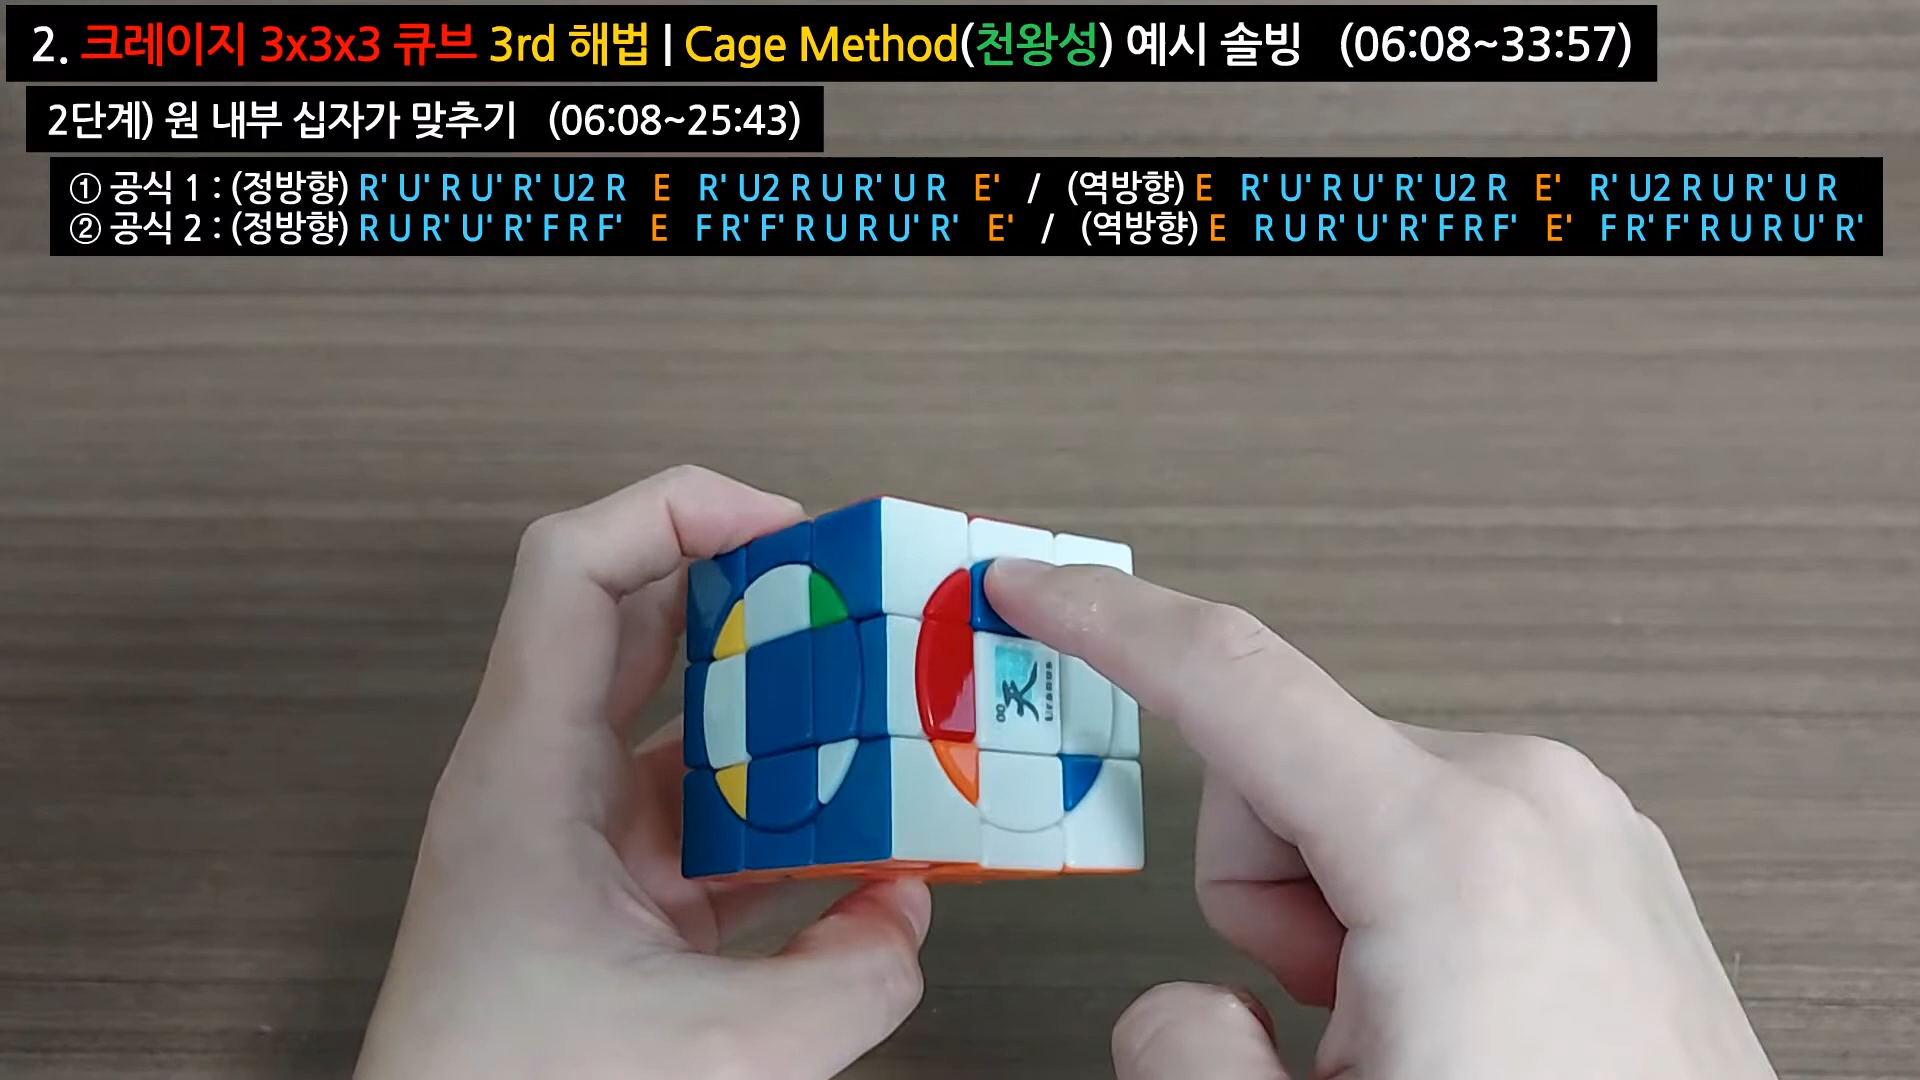 2. 크레이지 3x3x3 큐브 3rd 해법 | Cage Method(천왕성) 예시 솔빙 (06:08~33:57)
2단계) 원 내부 십자가 맞추기 (06:08~25:43)
① 공식 1 : (정방향) R' U' R U' R' U2 R E R' U2 R U R' U R E' / (역방향) E R' U' R U' R' U2 R E' R' U2 R U R' U R
② 공식 2 : (정방향) R U R' U' R' F R F' E F R' F' R U R U' R' E' / (역방향) E R U R' U' R' F R F' E' F R' F' R U R U' R'
天
Uranus